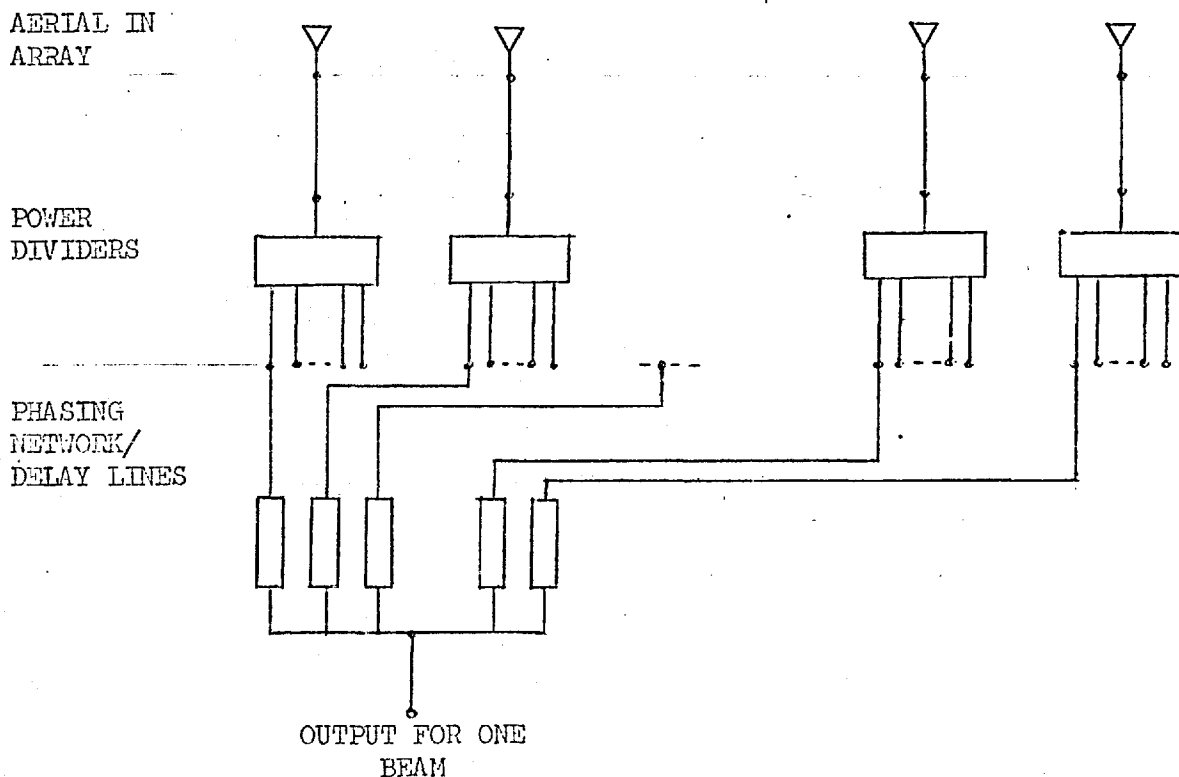 AERIAL IN
ARRAY
POWER
DIVIDERS
PHASING
NETWORK/
DELAY LINES
OUTPUT FOR ONE
BEAM